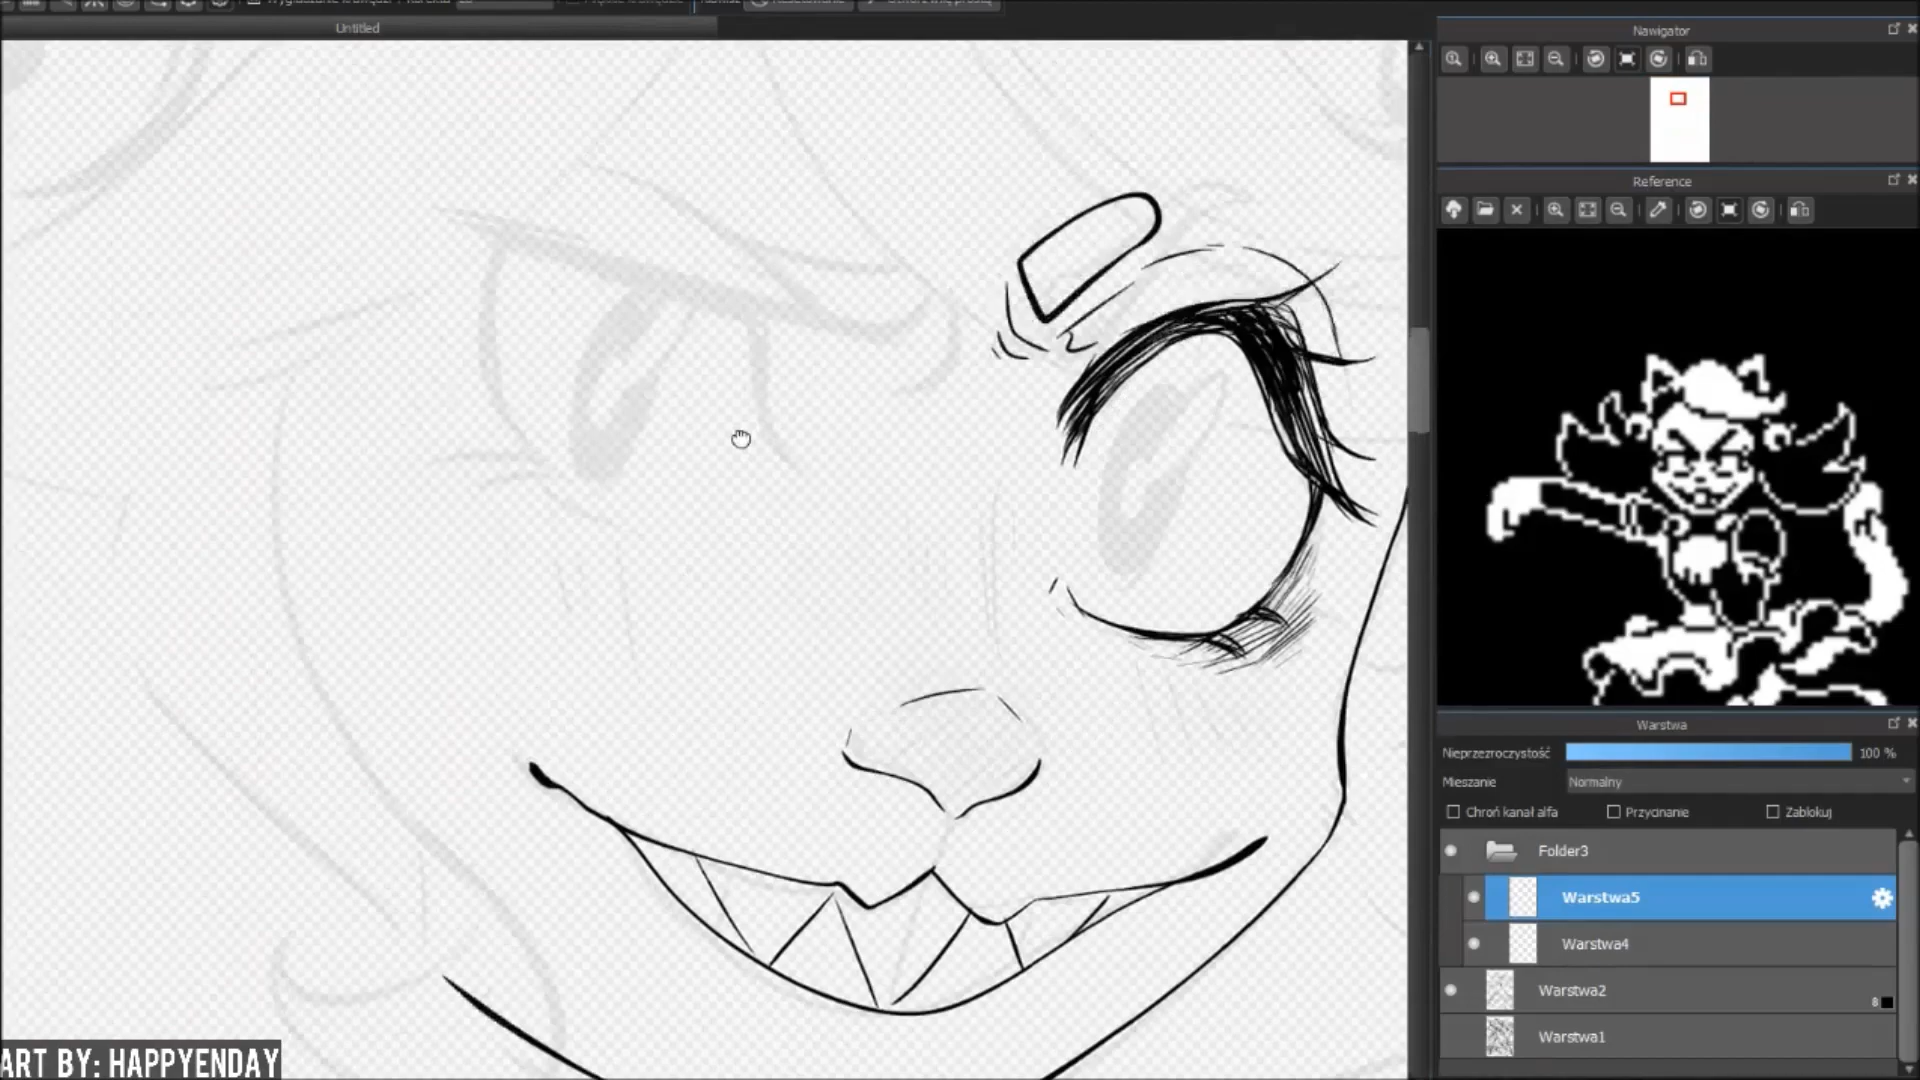 Untitled
Nawigator
Reference
Warstwa
Nieprzezroczystość
100 %
Mieszanie
Normalny
Chroń kanał alfa
Przycinanie
Zablokuj
Folder3
Warstwa5
Warstwa4
Warstwa2
8
Warstwa1
ART BY: HAPPYENDAY